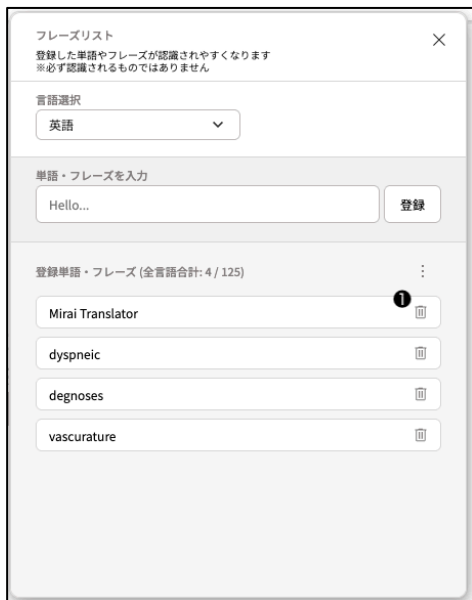 フレーズリスト
登録した単語やフレーズが認識されやすくなります
※必ず認識されるものではありません
言語選択
英語
単語・フレーズを入力
Hello...
登録
登録単語・フレーズ (全言語合計: 4 / 125)
❶
Mirai Translator
dyspneic
degnoses
vascurature